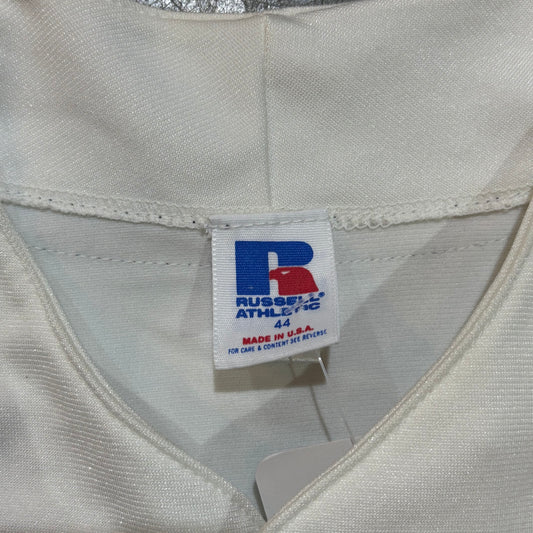 R
RUSSELL®
ATHLETIC
44
MADE IN U.S.A.
FOR CARE & CONTENT SEE REVERSE